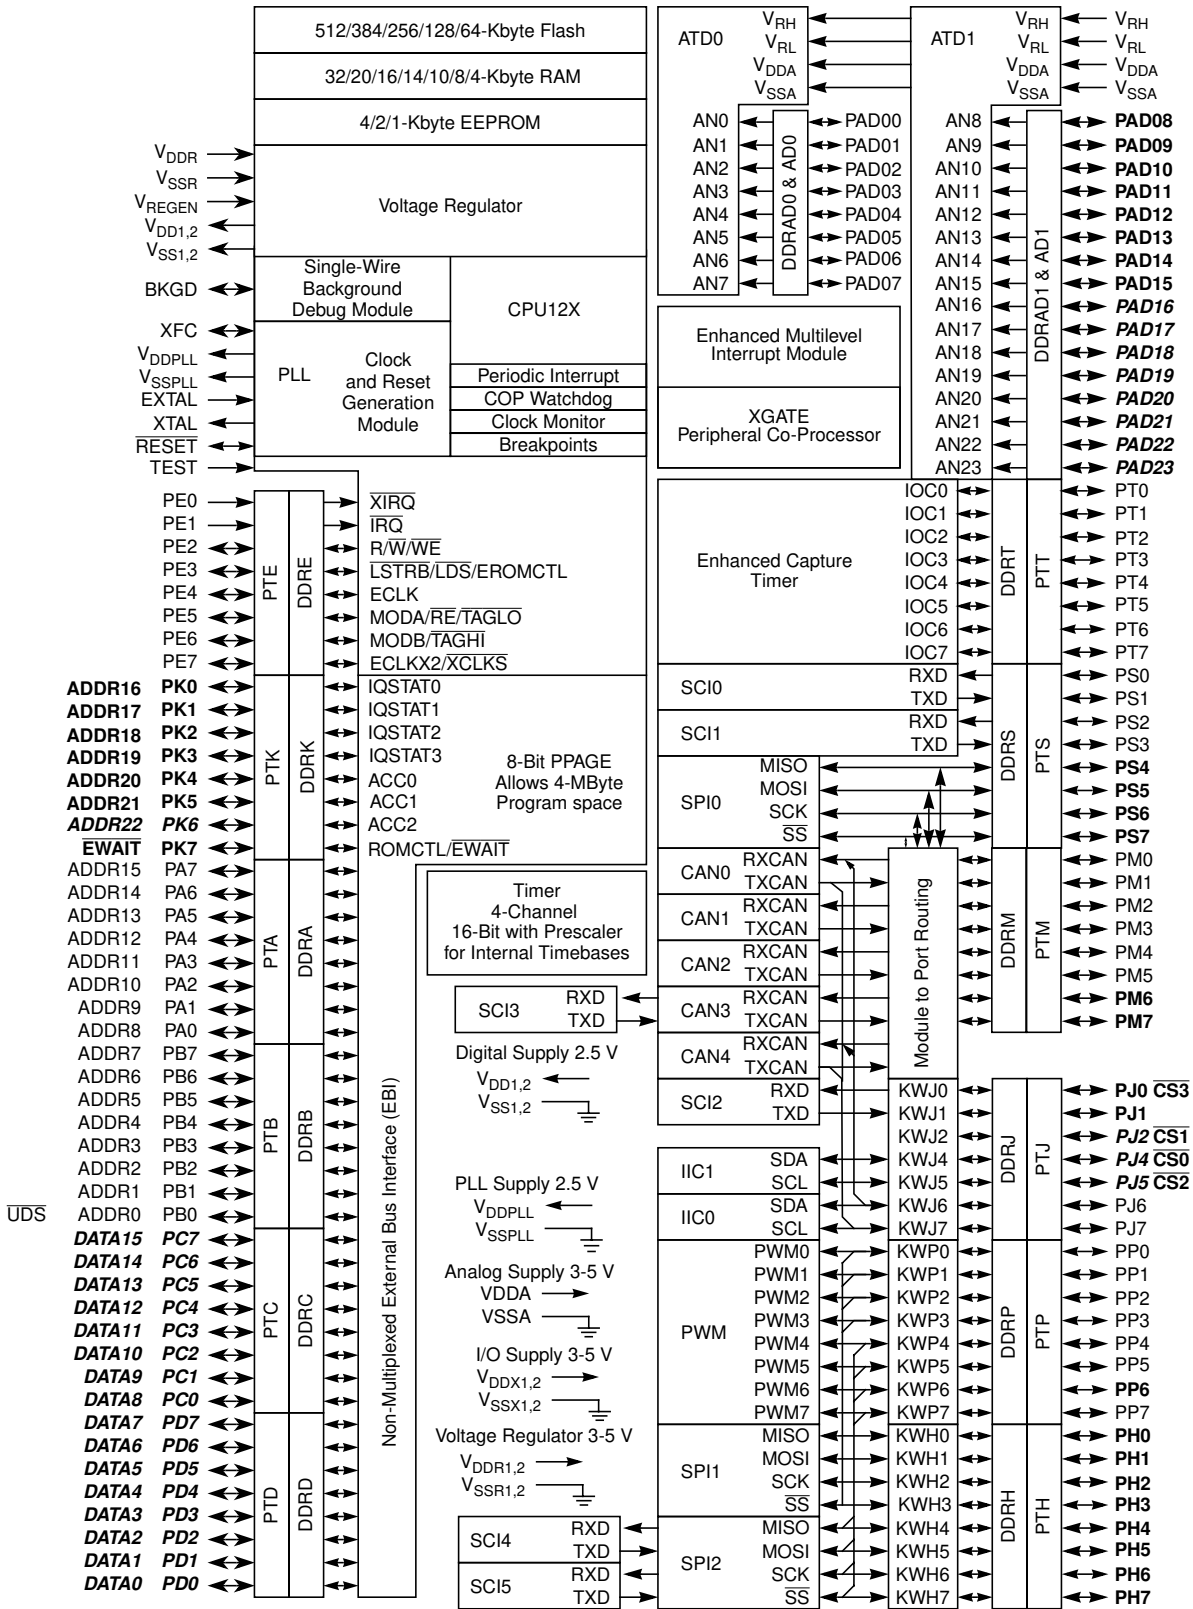 512/384/256/128/64-Kbyte Flash
32/20/16/14/10/8/4-Kbyte RAM
4/2/1-Kbyte EEPROM
Voltage Regulator
VDDR
VSSR
VREGEN
VDD1,2
VSS1,2
Single-Wire
Background
Debug Module
CPU12X
BKGD
XFC
VDDPLL
VSSPLL
EXTAL
XTAL
RESET
TEST
PLL
Clock
and Reset
Generation
Module
Periodic Interrupt
COP Watchdog
Clock Monitor
Breakpoints
PE0
PE1
PE2
PE3
PE4
PE5
PE6
PE7
PTE
DDRE
XIRQ
IRQ
R/W/WE
LSTRB/LDS/EROMCTL
ECLK
MODA/RE/TAGLO
MODB/TAGHI
ECLKX2/XCLKS
ADDR16 PK0
ADDR17 PK1
ADDR18 PK2
ADDR19 PK3
ADDR20 PK4
ADDR21 PK5
ADDR22 PK6
EWAIT PK7
PTK
DDRK
IQSTAT0
IQSTAT1
IQSTAT2
IQSTAT3
ACC0
ACC1
ACC2
ROMCTL/EWAIT
8-Bit PPAGE
Allows 4-MByte
Program space
ADDR15 PA7
ADDR14 PA6
ADDR13 PA5
ADDR12 PA4
ADDR11 PA3
ADDR10 PA2
ADDR9 PA1
ADDR8 PA0
PTA
DDRA
ADDR7 PB7
ADDR6 PB6
ADDR5 PB5
ADDR4 PB4
ADDR3 PB3
ADDR2 PB2
ADDR1 PB1
UDS ADDR0 PB0
PTB
DDRB
DATA15 PC7
DATA14 PC6
DATA13 PC5
DATA12 PC4
DATA11 PC3
DATA10 PC2
DATA9 PC1
DATA8 PC0
PTC
DDRC
DATA7 PD7
DATA6 PD6
DATA5 PD5
DATA4 PD4
DATA3 PD3
DATA2 PD2
DATA1 PD1
DATA0 PD0
PTD
DDRD
Non-Multiplexed External Bus Interface (EBI)
Timer
4-Channel
16-Bit with Prescaler
for Internal Timebases
SCI3
RXD
TXD
Digital Supply 2.5 V
VDD1,2
VSS1,2
PLL Supply 2.5 V
VDDPLL
VSSPLL
Analog Supply 3-5 V
VDDA
VSSA
I/O Supply 3-5 V
VDDX1,2
VSSX1,2
Voltage Regulator 3-5 V
VDDR1,2
VSSR1,2
SCI4
RXD
TXD
SCI5
RXD
TXD
ATD0
VRH
VRL
VDDA
VSSA
AN0
AN1
AN2
AN3
AN4
AN5
AN6
AN7
DDRAD0 & AD0
PAD00
PAD01
PAD02
PAD03
PAD04
PAD05
PAD06
PAD07
ATD1
VRH
VRL
VDDA
VSSA
VRH
VRL
VDDA
VSSA
AN8
AN9
AN10
AN11
AN12
AN13
AN14
AN15
AN16
AN17
AN18
AN19
AN20
AN21
AN22
AN23
DDRAD1 & AD1
PAD08
PAD09
PAD10
PAD11
PAD12
PAD13
PAD14
PAD15
PAD16
PAD17
PAD18
PAD19
PAD20
PAD21
PAD22
PAD23
Enhanced Multilevel
Interrupt Module
XGATE
Peripheral Co-Processor
Enhanced Capture
Timer
IOC0
IOC1
IOC2
IOC3
IOC4
IOC5
IOC6
IOC7
DDRT
PTT
PT0
PT1
PT2
PT3
PT4
PT5
PT6
PT7
SCI0
RXD
TXD
SCI1
RXD
TXD
SPI0
MISO
MOSI
SCK
SS
DDRS
PTS
PS0
PS1
PS2
PS3
PS4
PS5
PS6
PS7
CAN0
RXCAN
TXCAN
CAN1
RXCAN
TXCAN
CAN2
RXCAN
TXCAN
CAN3
RXCAN
TXCAN
CAN4
RXCAN
TXCAN
Module to Port Routing
DDRM
PTM
PM0
PM1
PM2
PM3
PM4
PM5
PM6
PM7
SCI2
RXD
TXD
IIC1
SDA
SCL
IIC0
SDA
SCL
KWJ0
KWJ1
KWJ2
KWJ4
KWJ5
KWJ6
KWJ7
DDRJ
PTJ
PJ0 CS3
PJ1
PJ2 CS1
PJ4 CS0
PJ5 CS2
PJ6
PJ7
PWM
PWM0
PWM1
PWM2
PWM3
PWM4
PWM5
PWM6
PWM7
KWP0
KWP1
KWP2
KWP3
KWP4
KWP5
KWP6
KWP7
DDRP
PTP
PP0
PP1
PP2
PP3
PP4
PP5
PP6
PP7
SPI1
MISO
MOSI
SCK
SS
SPI2
MISO
MOSI
SCK
SS
KWH0
KWH1
KWH2
KWH3
KWH4
KWH5
KWH6
KWH7
DDRH
PTH
PH0
PH1
PH2
PH3
PH4
PH5
PH6
PH7